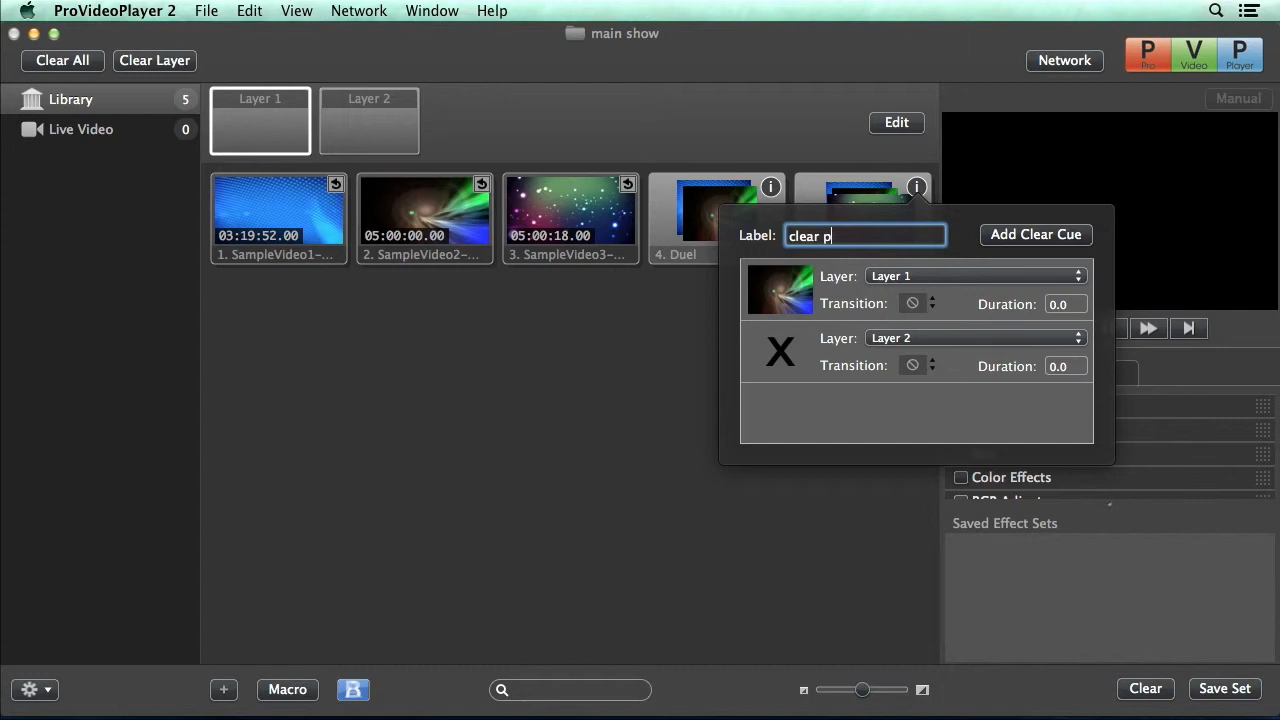 ProVideoPlayer 2 File Edit View Network Window Help
main show
Clear All Clear Layer Network P Pro V Video P Player
Library 5
Live Video 0
Layer 1 Layer 2
Edit
Manual
03:19:52.00 05:00:00.00 05:00:18.00
1. SampleVideo1-... 2. SampleVideo2-... 3. SampleVideo3-... 4. Duel
Label: clear p Add Clear Cue
Layer: Layer 1
Transition: Duration: 0.0
X Layer: Layer 2
Transition: Duration: 0.0
Color Effects
Saved Effect Sets
+ Macro Clear Save Set